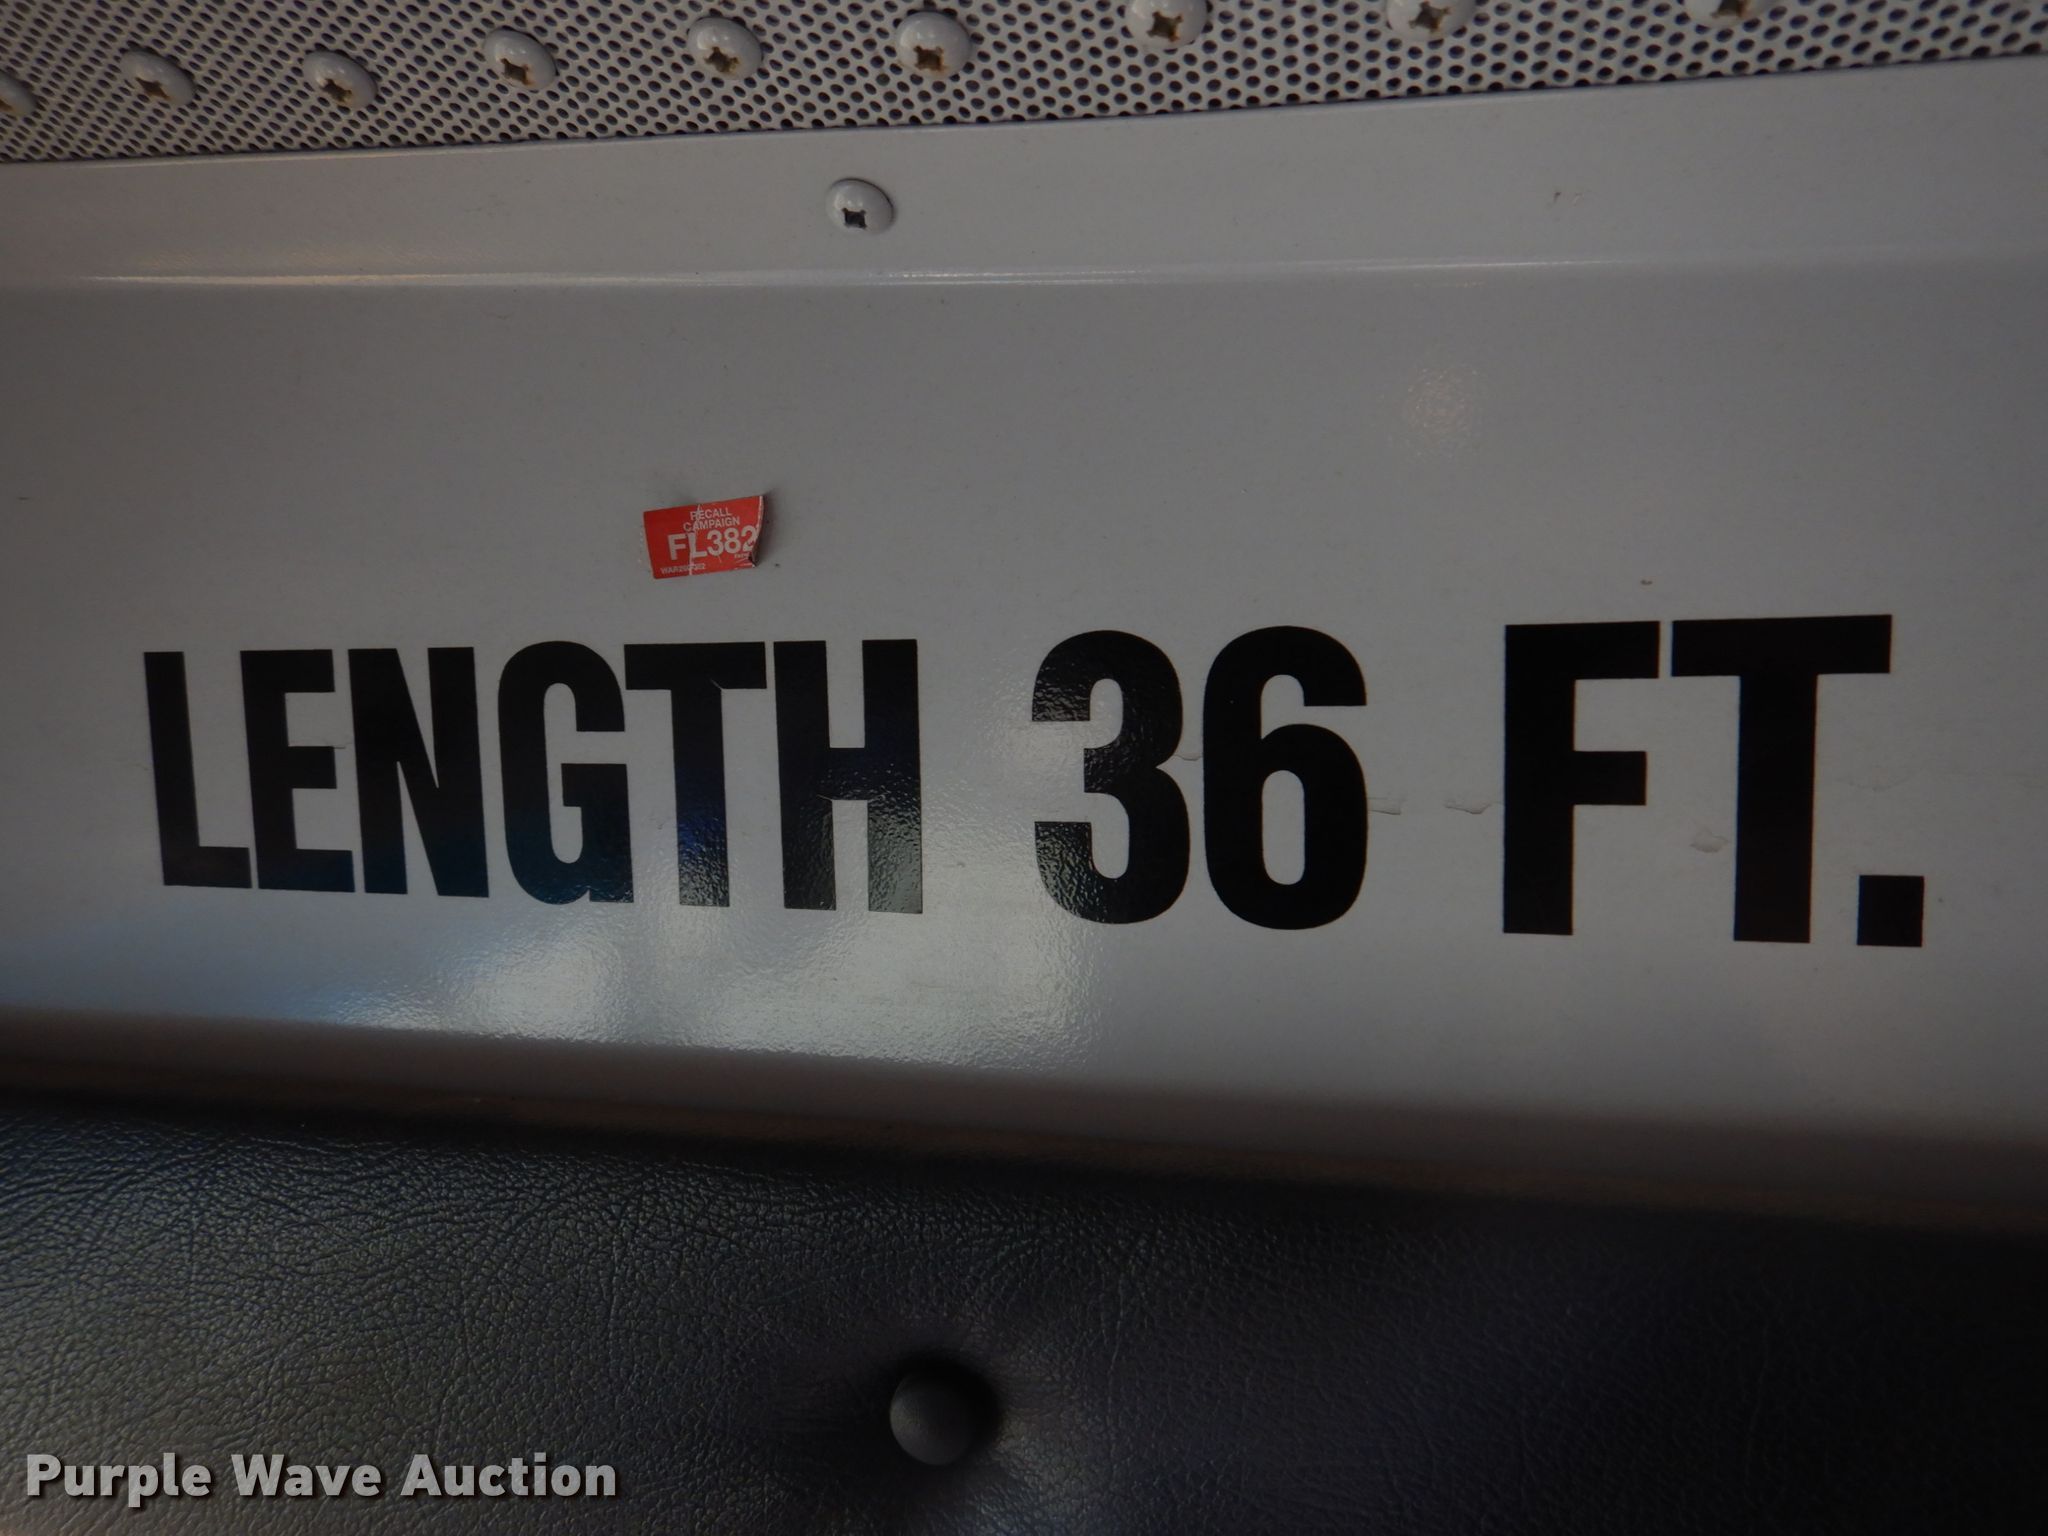 RECALL
CAMPAIGN
FL382
LENGTH 36 FT.
Purple Wave Auction